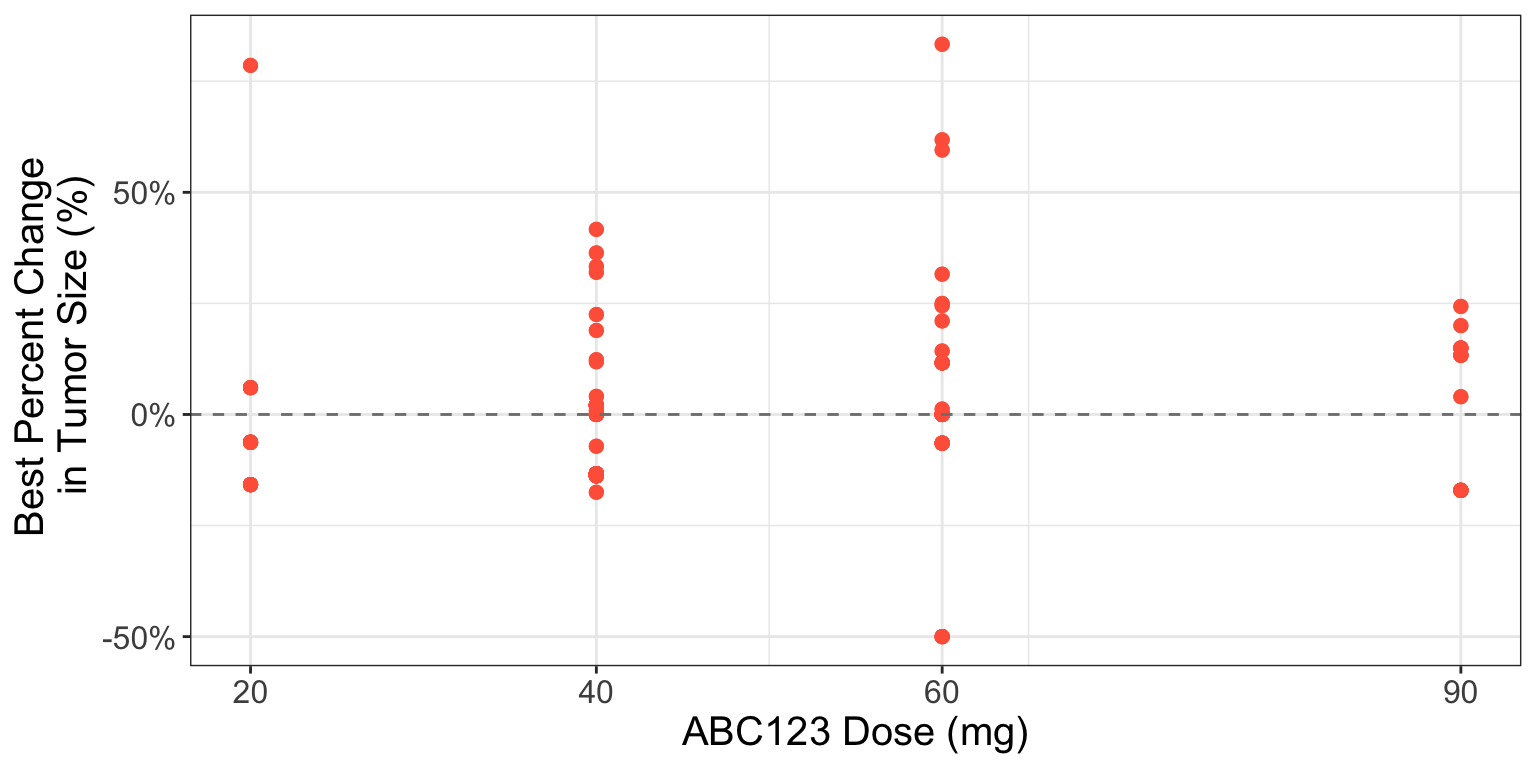 Best Percent Change
in Tumor Size (%)
50%
0%
-50%
20 40 60 90
ABC123 Dose (mg)